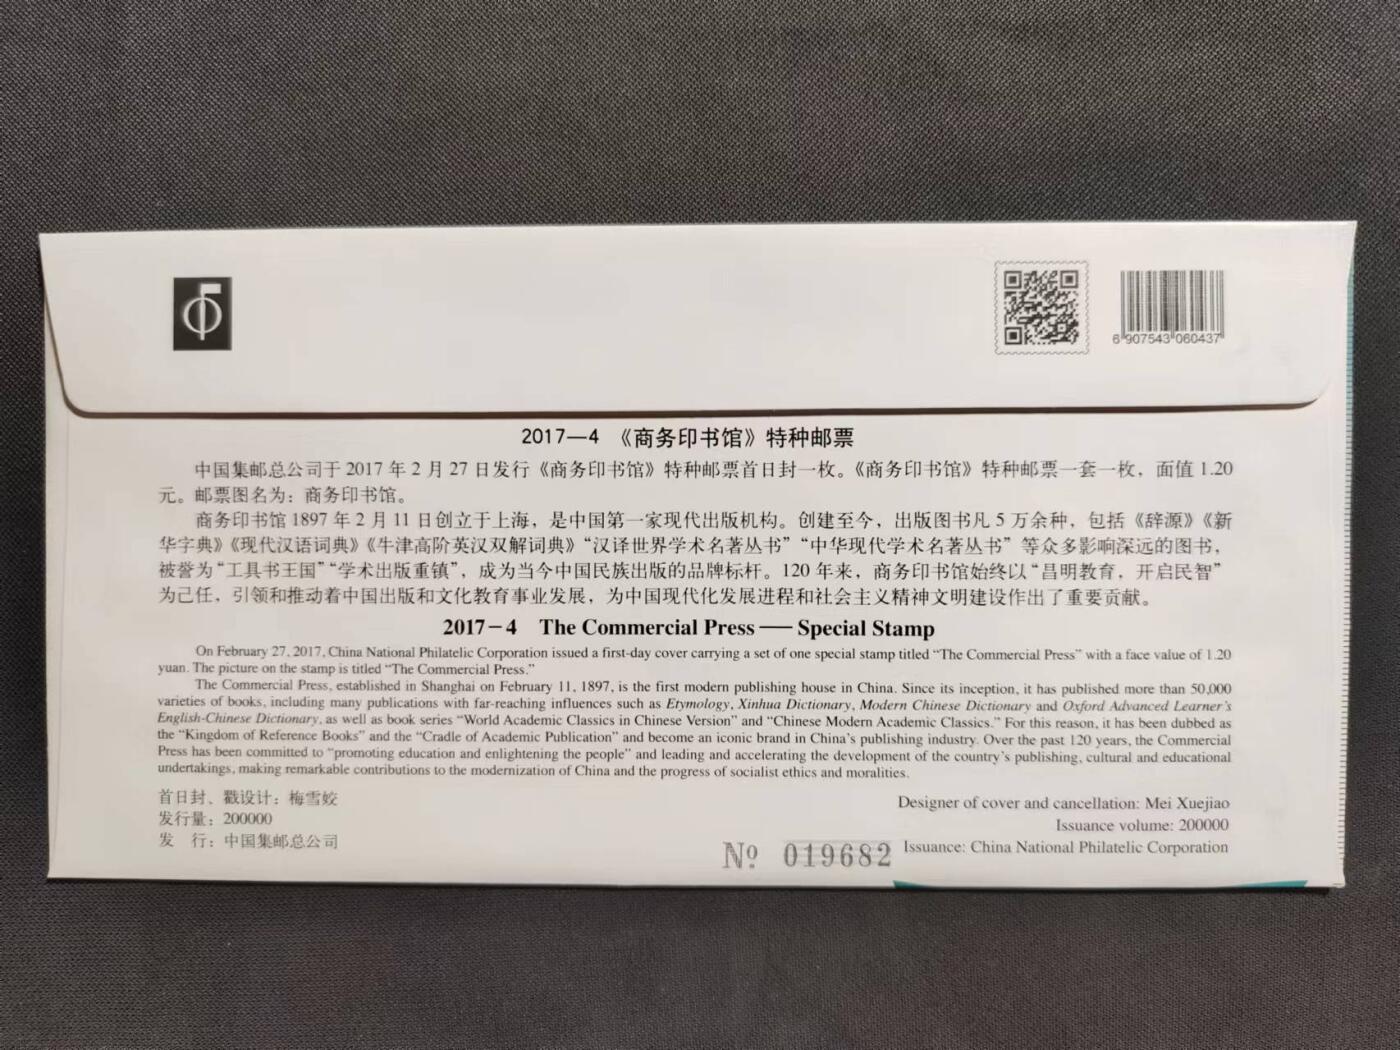 6 907543 060437
2017—4 《商务印书馆》特种邮票
中国集邮总公司于 2017 年 2 月 27 日发行《商务印书馆》特种邮票首日封一枚。《商务印书馆》特种邮票一套一枚，面值 1.20
元。邮票图名为：商务印书馆。
商务印书馆 1897 年 2 月 11 日创立于上海，是中国第一家现代出版机构。创建至今，出版图书凡 5 万余种，包括《辞源》《新
华字典》《现代汉语词典》《牛津高阶英汉双解词典》“汉译世界学术名著丛书”“中华现代学术名著丛书”等众多影响深远的图书，
被誉为“工具书王国”“学术出版重镇”，成为当今中国民族出版的品牌标杆。120 年来，商务印书馆始终以“昌明教育，开启民智”
为己任，引领和推动着中国出版和文化教育事业发展，为中国现代化发展进程和社会主义精神文明建设作出了重要贡献。
2017－4 The Commercial Press —— Special Stamp
On February 27, 2017, China National Philatelic Corporation issued a first-day cover carrying a set of one special stamp titled “The Commercial Press” with a face value of 1.20
yuan. The picture on the stamp is titled “The Commercial Press.”
The Commercial Press, established in Shanghai on February 11, 1897, is the first modern publishing house in China. Since its inception, it has published more than 50,000
varieties of books, including many publications with far-reaching influences such as Etymology, Xinhua Dictionary, Modern Chinese Dictionary and Oxford Advanced Learner’s
English-Chinese Dictionary, as well as book series “World Academic Classics in Chinese Version” and “Chinese Modern Academic Classics.” For this reason, it has been dubbed as
the “Kingdom of Reference Books” and the “Cradle of Academic Publication” and become an iconic brand in China’s publishing industry. Over the past 120 years, the Commercial
Press has been committed to “promoting education and enlightening the people” and leading and accelerating the development of the country’s publishing, cultural and educational
undertakings, making remarkable contributions to the modernization of China and the progress of socialist ethics and moralities.
首日封、戳设计：梅雪姣
发行量：200000
发　行：中国集邮总公司
Designer of cover and cancellation: Mei Xuejiao
Issuance volume: 200000
Issuance: China National Philatelic Corporation
№ 019682